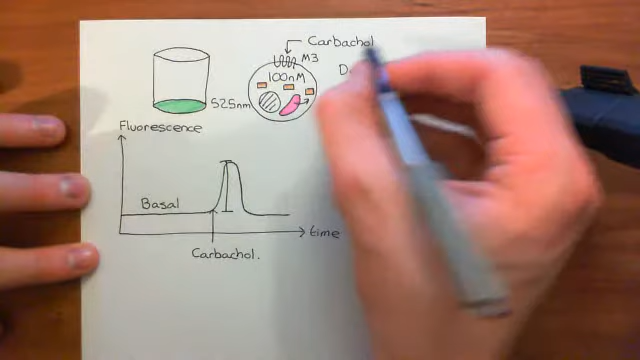 Carbachol
M3
100nM
D
525nm
Fluorescence
Basal
time
Carbachol.